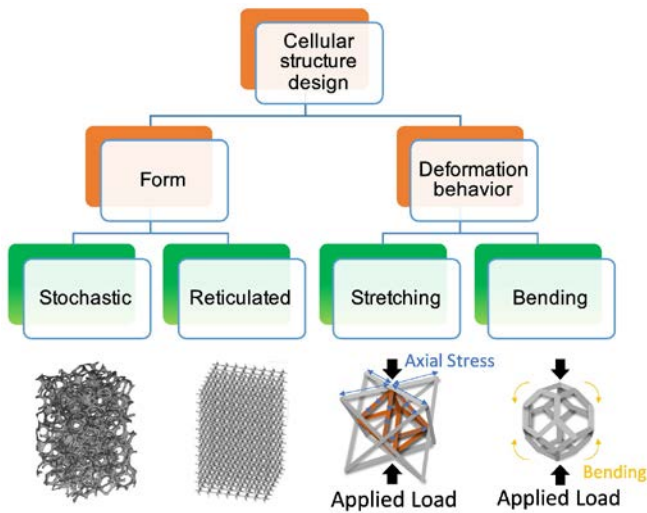 Cellular
structure
design
Form
Deformation
behavior
Stochastic
Reticulated
Stretching
Bending
Axial Stress
Bending
Applied Load
Applied Load